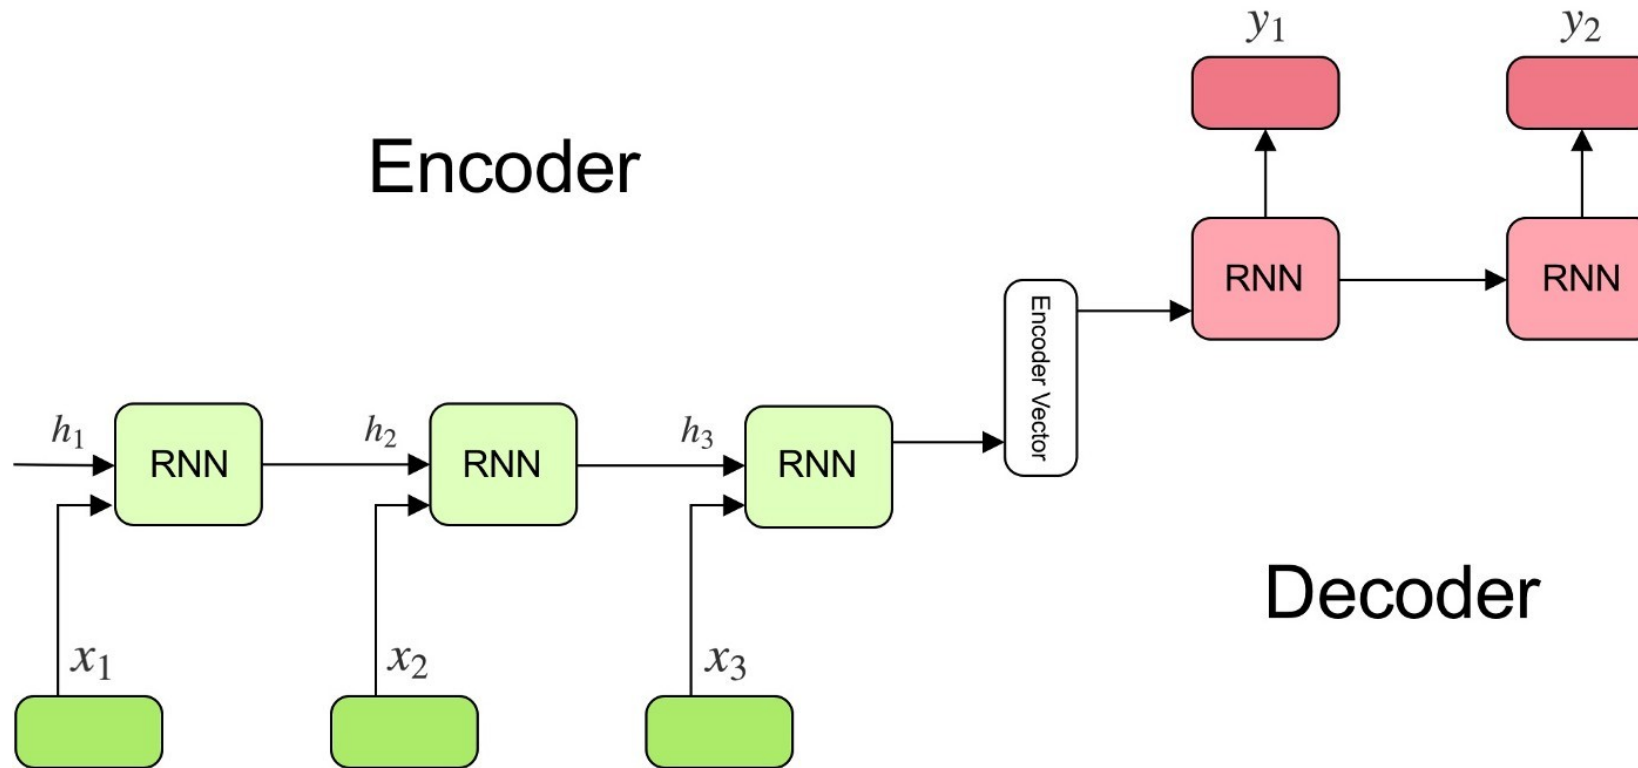 y₁
y₂
Encoder
RNN
RNN
Encoder Vector
h₁
RNN
h₂
RNN
h₃
RNN
Decoder
x₁
x₂
x₃